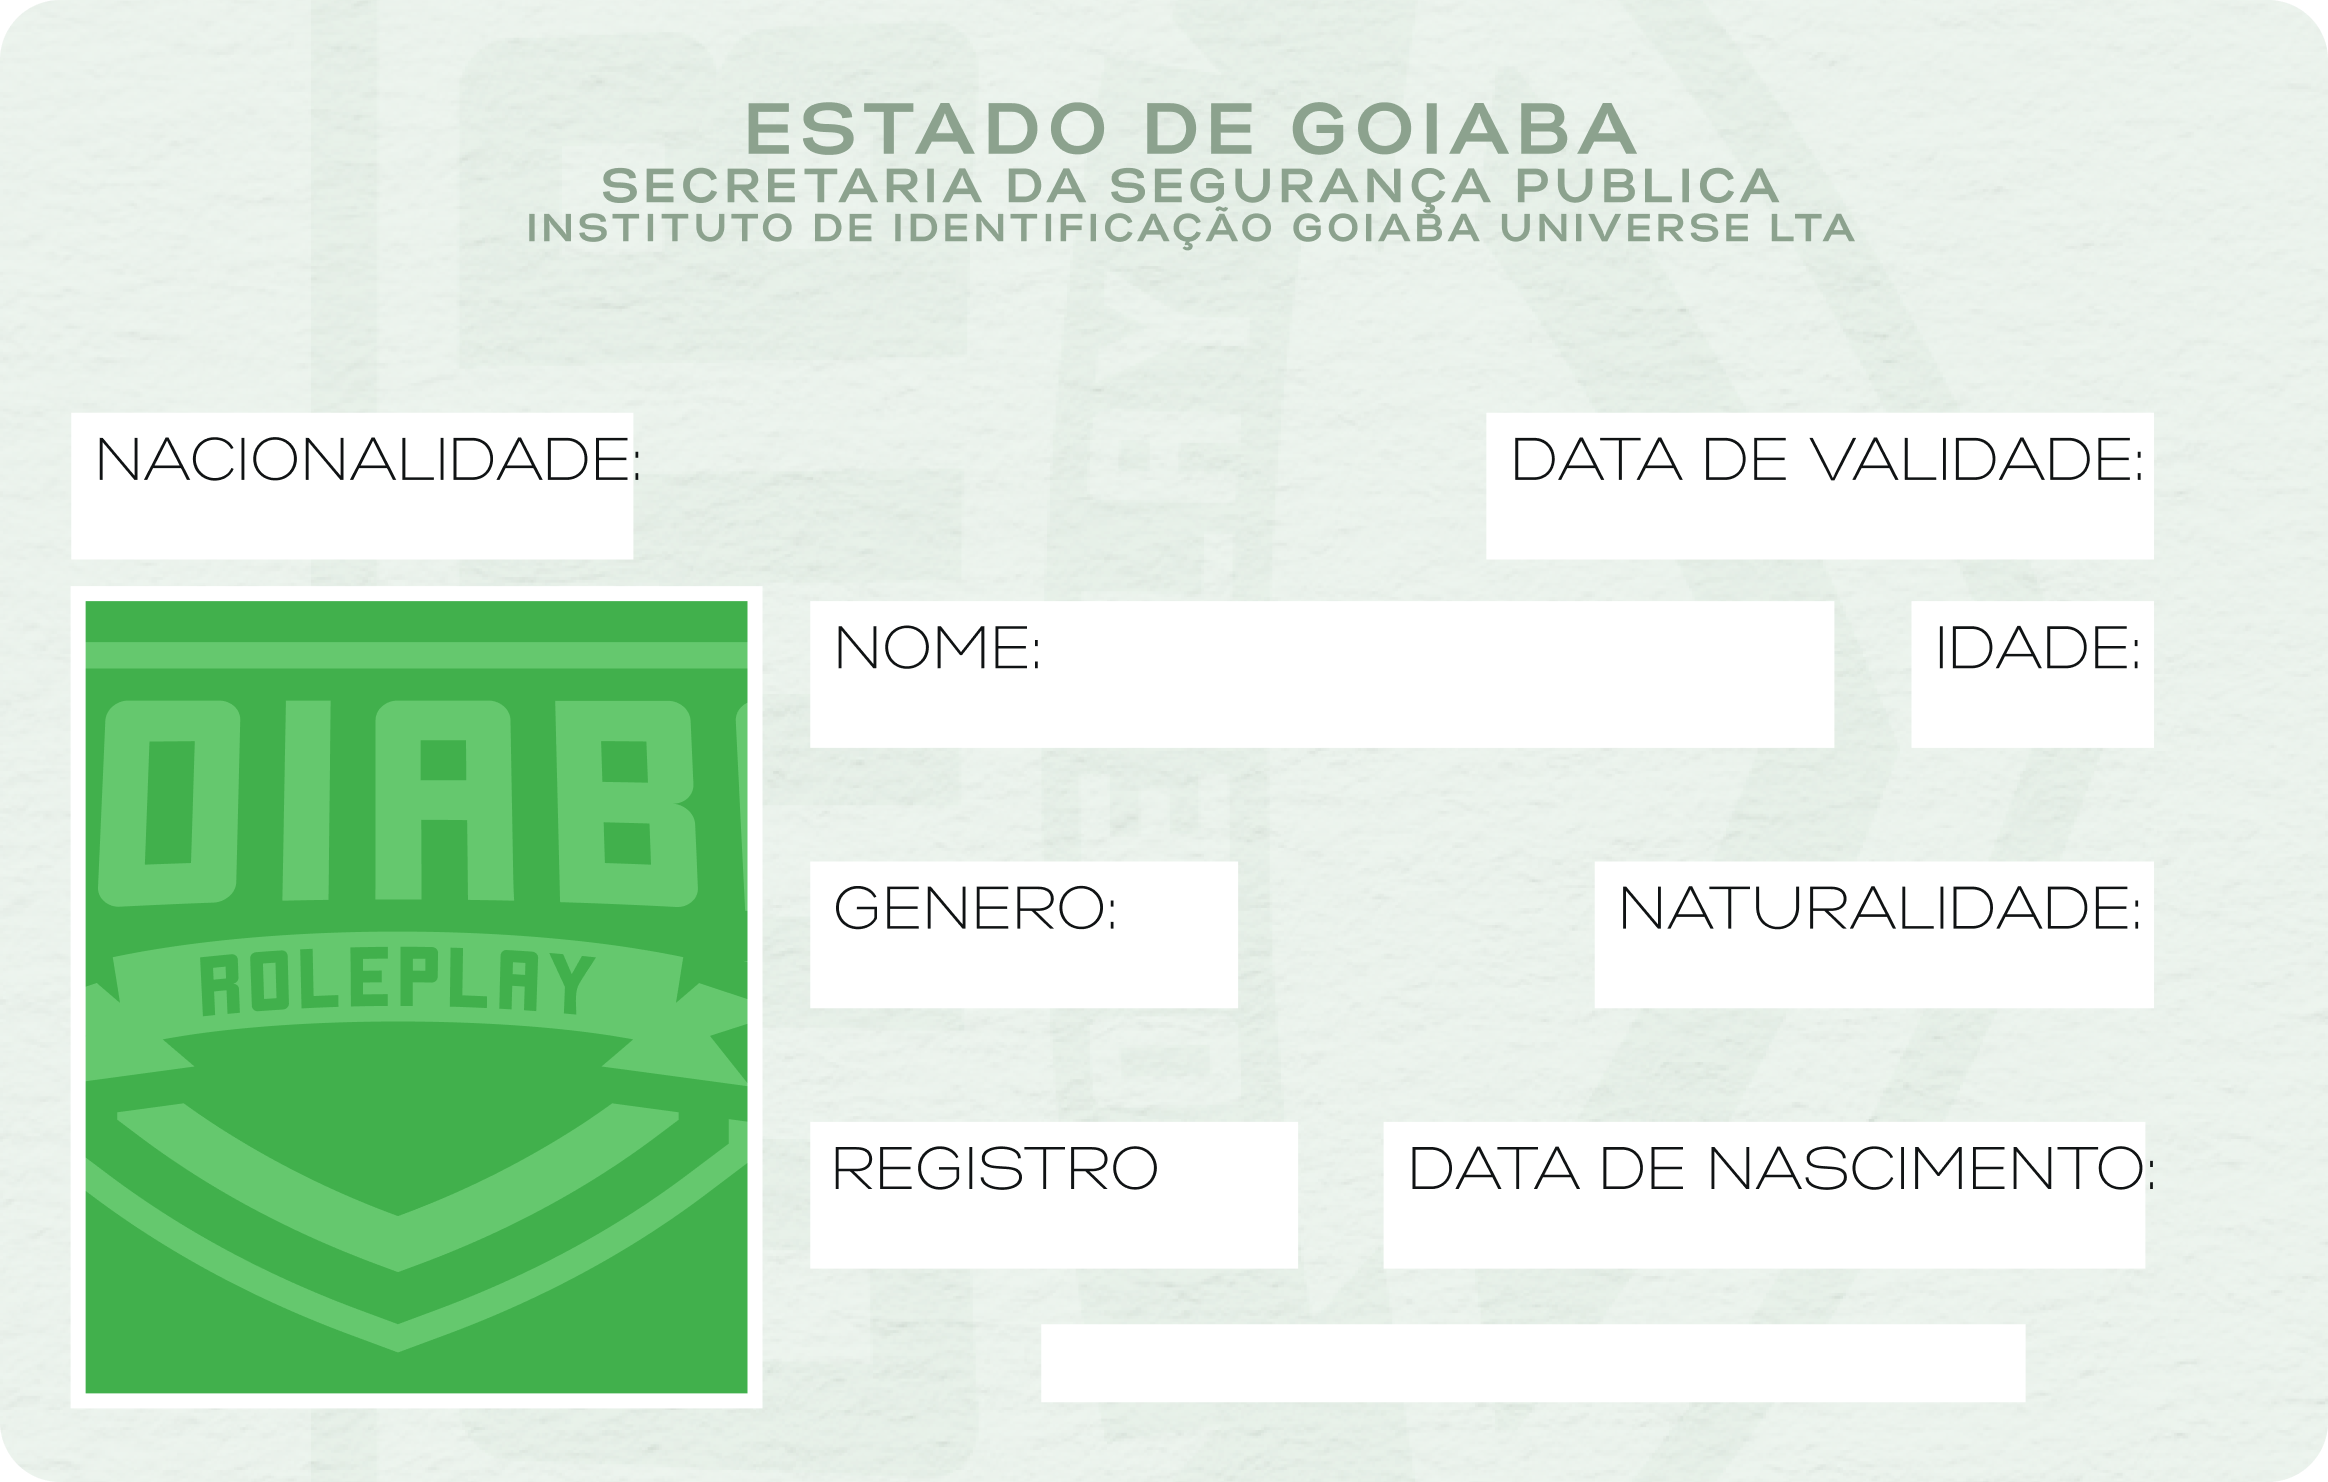 ESTADO DE GOIABA
SECRETARIA DA SEGURANÇA PUBLICA
INSTITUTO DE IDENTIFICAÇÃO GOIABA UNIVERSE LTA
NACIONALIDADE:
DATA DE VALIDADE:
NOME:
IDADE:
OIAB
ROLEPLAY
GENERO:
NATURALIDADE:
REGISTRO
DATA DE NASCIMENTO: